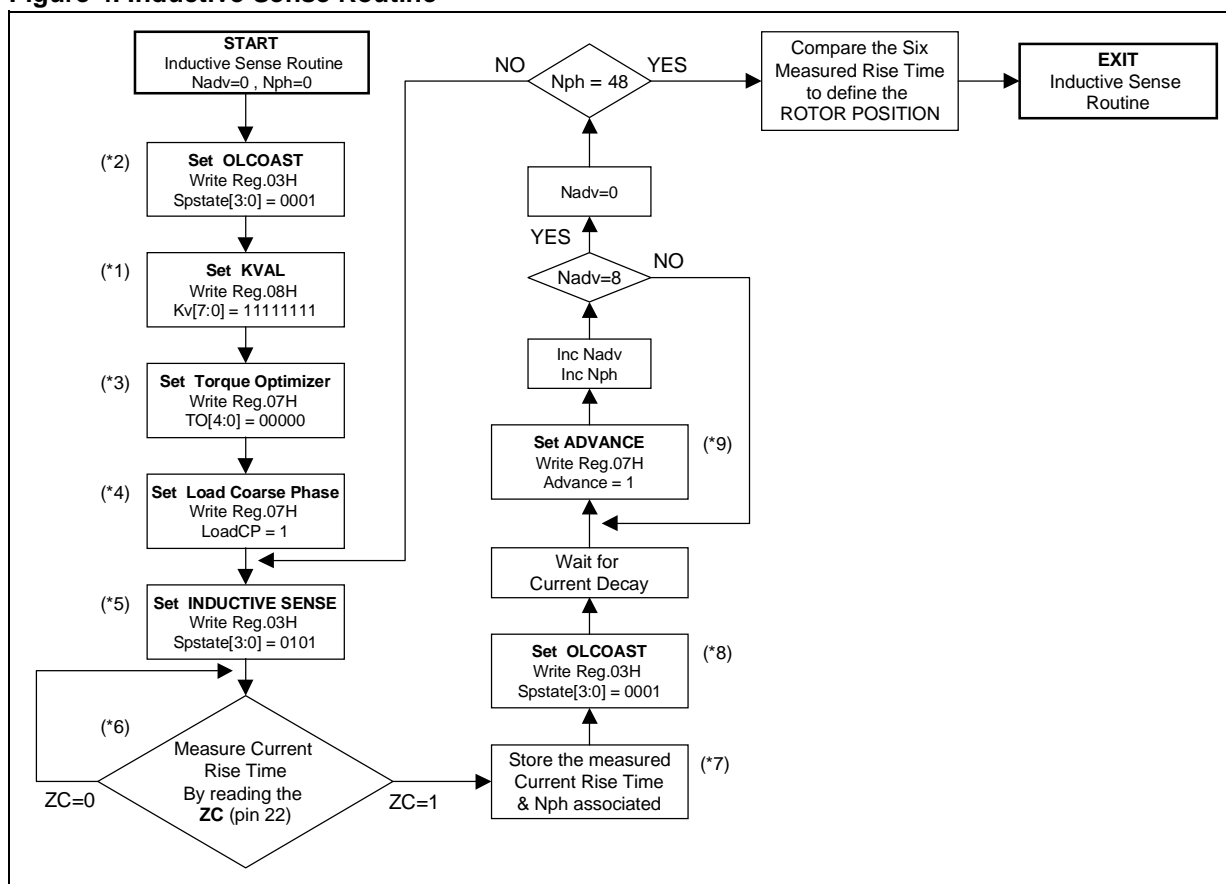 Figure 4. Inductive Sense Routine
START
Inductive Sense Routine
Nadv=0 , Nph=0
(*2)
Set OLCOAST
Write Reg.03H
Spstate[3:0] = 0001
(*1)
Set KVAL
Write Reg.08H
Kv[7:0] = 11111111
(*3)
Set Torque Optimizer
Write Reg.07H
TO[4:0] = 00000
(*4)
Set Load Coarse Phase
Write Reg.07H
LoadCP = 1
(*5)
Set INDUCTIVE SENSE
Write Reg.03H
Spstate[3:0] = 0101
(*6)
Measure Current
Rise Time
By reading the
ZC (pin 22)
ZC=0
ZC=1
Store the measured
Current Rise Time
& Nph associated
(*7)
Set OLCOAST
Write Reg.03H
Spstate[3:0] = 0001
(*8)
Wait for
Current Decay
Set ADVANCE
Write Reg.07H
Advance = 1
(*9)
Inc Nadv
Inc Nph
Nadv=8
YES
NO
Nadv=0
Nph = 48
NO
YES
Compare the Six
Measured Rise Time
to define the
ROTOR POSITION
EXIT
Inductive Sense
Routine